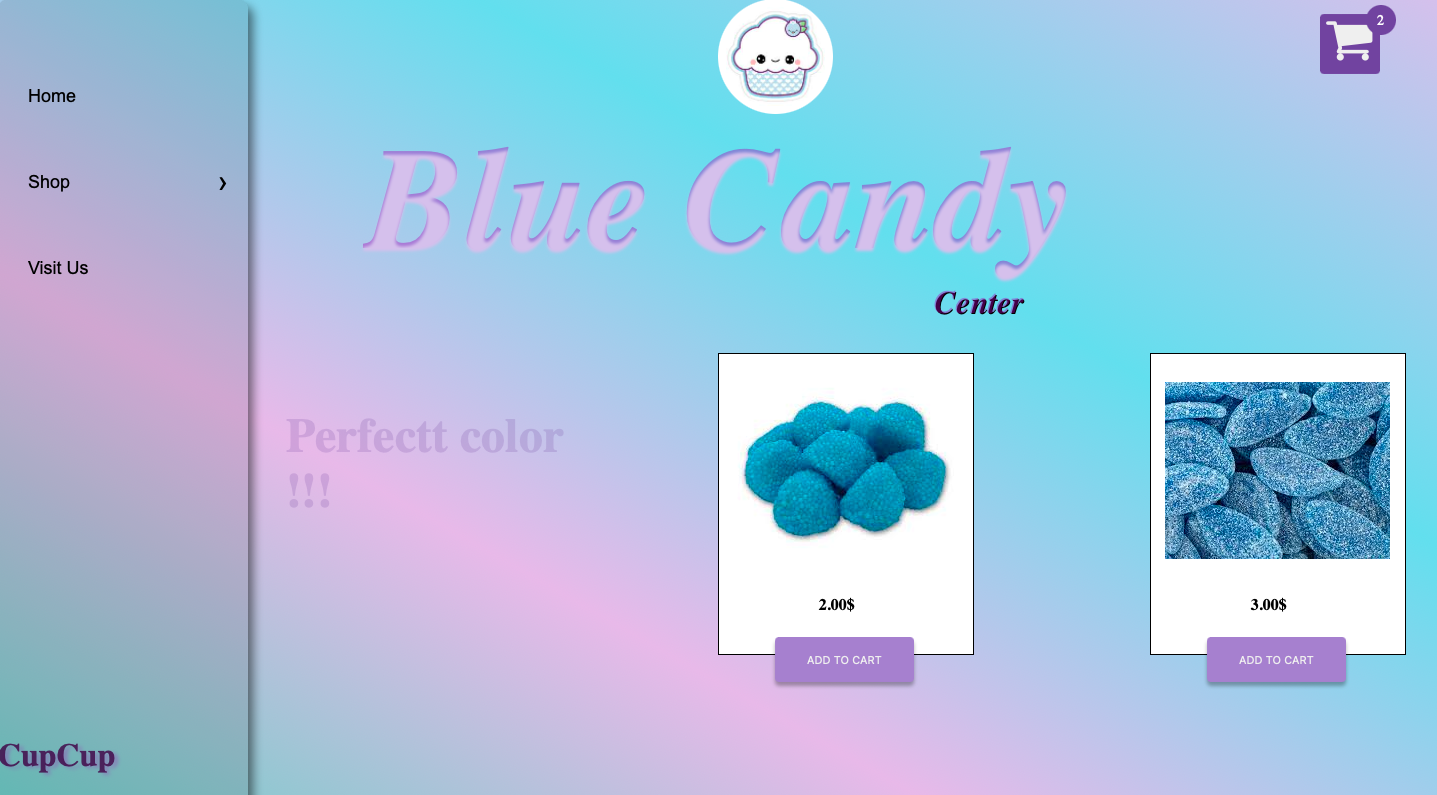 2
Home
Shop
Visit Us
Blue Candy
Center
Perfectt color
!!!
2.00$
3.00$
ADD TO CART
ADD TO CART
CupCup